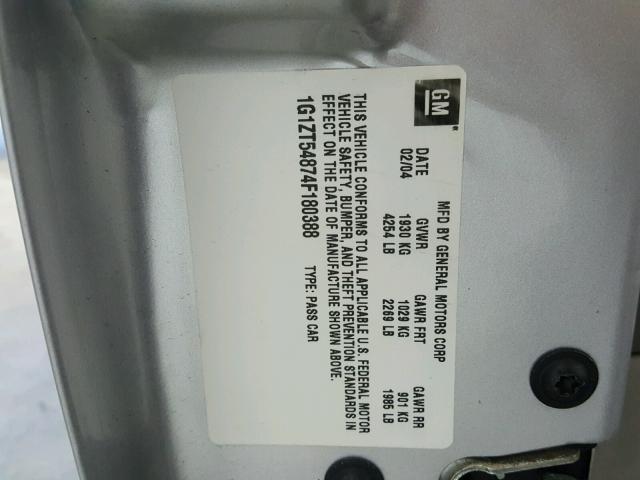 GM
MFD BY GENERAL MOTORS CORP
DATE GVWR GAWR FRT GAWR RR
02/04 1930 KG 1029 KG 901 KG
4254 LB 2269 LB 1985 LB
THIS VEHICLE CONFORMS TO ALL APPLICABLE U.S. FEDERAL MOTOR
VEHICLE SAFETY, BUMPER, AND THEFT PREVENTION STANDARDS IN
EFFECT ON THE DATE OF MANUFACTURE SHOWN ABOVE.
1G1ZT54874F180388 TYPE: PASS CAR